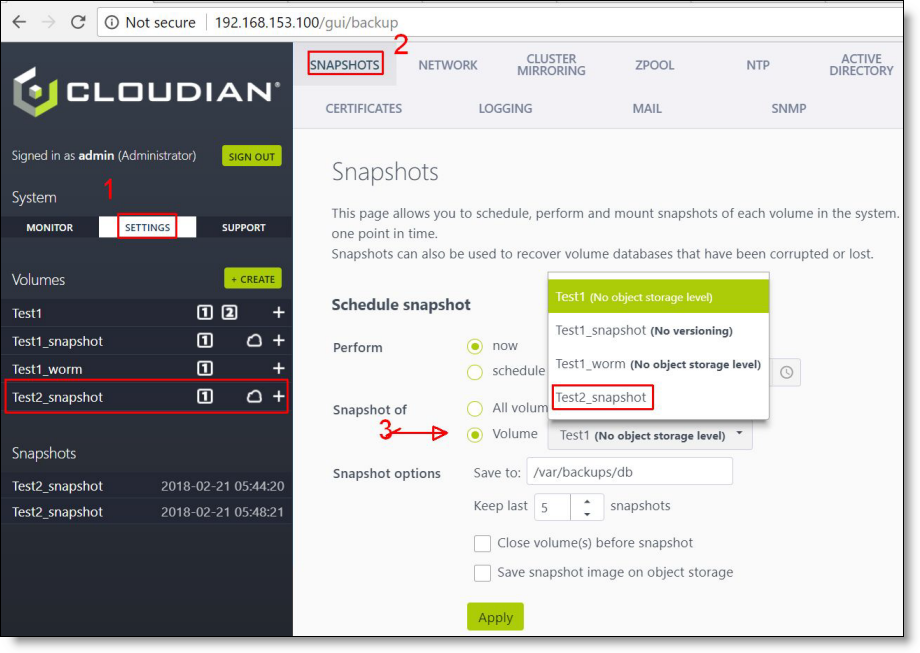 Not secure 192.168.153.100/gui/backup
CLOUDIAN®
Signed in as admin (Administrator) SIGN OUT
1
System
MONITOR SETTINGS SUPPORT
Volumes + CREATE
Test1 1 2 +
Test1_snapshot 1 +
Test1_worm 1 +
Test2_snapshot 1 +
Snapshots
Test2_snapshot 2018-02-21 05:44:20
Test2_snapshot 2018-02-21 05:48:21
2
SNAPSHOTS NETWORK CLUSTER MIRRORING ZPOOL NTP ACTIVE DIRECTORY
CERTIFICATES LOGGING MAIL SNMP
Snapshots
This page allows you to schedule, perform and mount snapshots of each volume in the system.
one point in time.
Snapshots can also be used to recover volume databases that have been corrupted or lost.
Schedule snapshot
Perform now
schedule
Test1 (No object storage level)
Test1_snapshot (No versioning)
Test1_worm (No object storage level)
Test2_snapshot
Snapshot of All volum
3 Volume Test1 (No object storage level)
Snapshot options Save to: /var/backups/db
Keep last 5 snapshots
Close volume(s) before snapshot
Save snapshot image on object storage
Apply